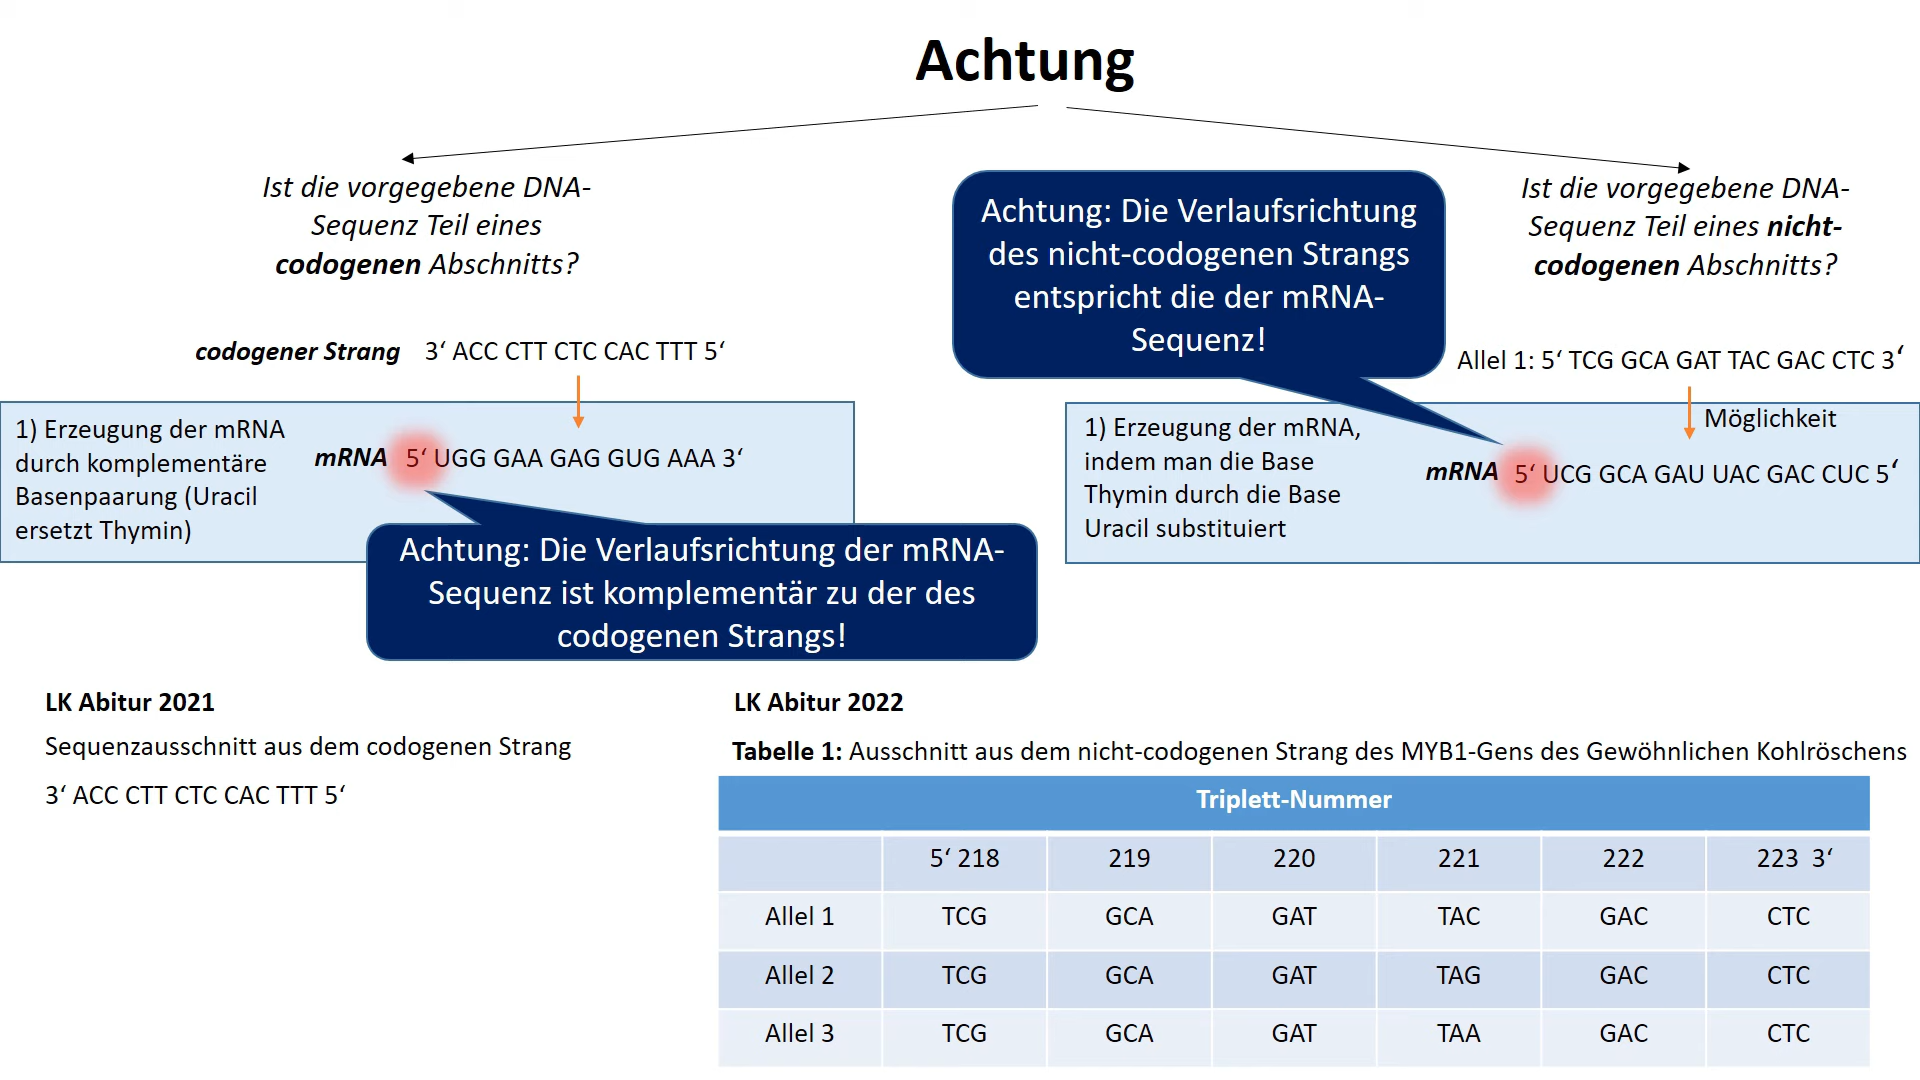 Achtung
Ist die vorgegebene DNA-
Sequenz Teil eines
codogenen Abschnitts?
codogener Strang 3‘ ACC CTT CTC CAC TTT 5‘
1) Erzeugung der mRNA
durch komplementäre
Basenpaarung (Uracil
ersetzt Thymin)
mRNA 5‘ UGG GAA GAG GUG AAA 3‘
Achtung: Die Verlaufsrichtung der mRNA-
Sequenz ist komplementär zu der des
codogenen Strangs!
Achtung: Die Verlaufsrichtung
des nicht-codogenen Strangs
entspricht die der mRNA-
Sequenz!
Ist die vorgegebene DNA-
Sequenz Teil eines nicht-
codogenen Abschnitts?
Allel 1: 5‘ TCG GCA GAT TAC GAC CTC 3‘
Möglichkeit
1) Erzeugung der mRNA,
indem man die Base
Thymin durch die Base
Uracil substituiert
mRNA 5‘ UCG GCA GAU UAC GAC CUC 5‘
LK Abitur 2021
Sequenzausschnitt aus dem codogenen Strang
3‘ ACC CTT CTC CAC TTT 5‘
LK Abitur 2022
Tabelle 1: Ausschnitt aus dem nicht-codogenen Strang des MYB1-Gens des Gewöhnlichen Kohlröschens
Triplett-Nummer
5‘ 218 219 220 221 222 223 3‘
Allel 1 TCG GCA GAT TAC GAC CTC
Allel 2 TCG GCA GAT TAG GAC CTC
Allel 3 TCG GCA GAT TAA GAC CTC